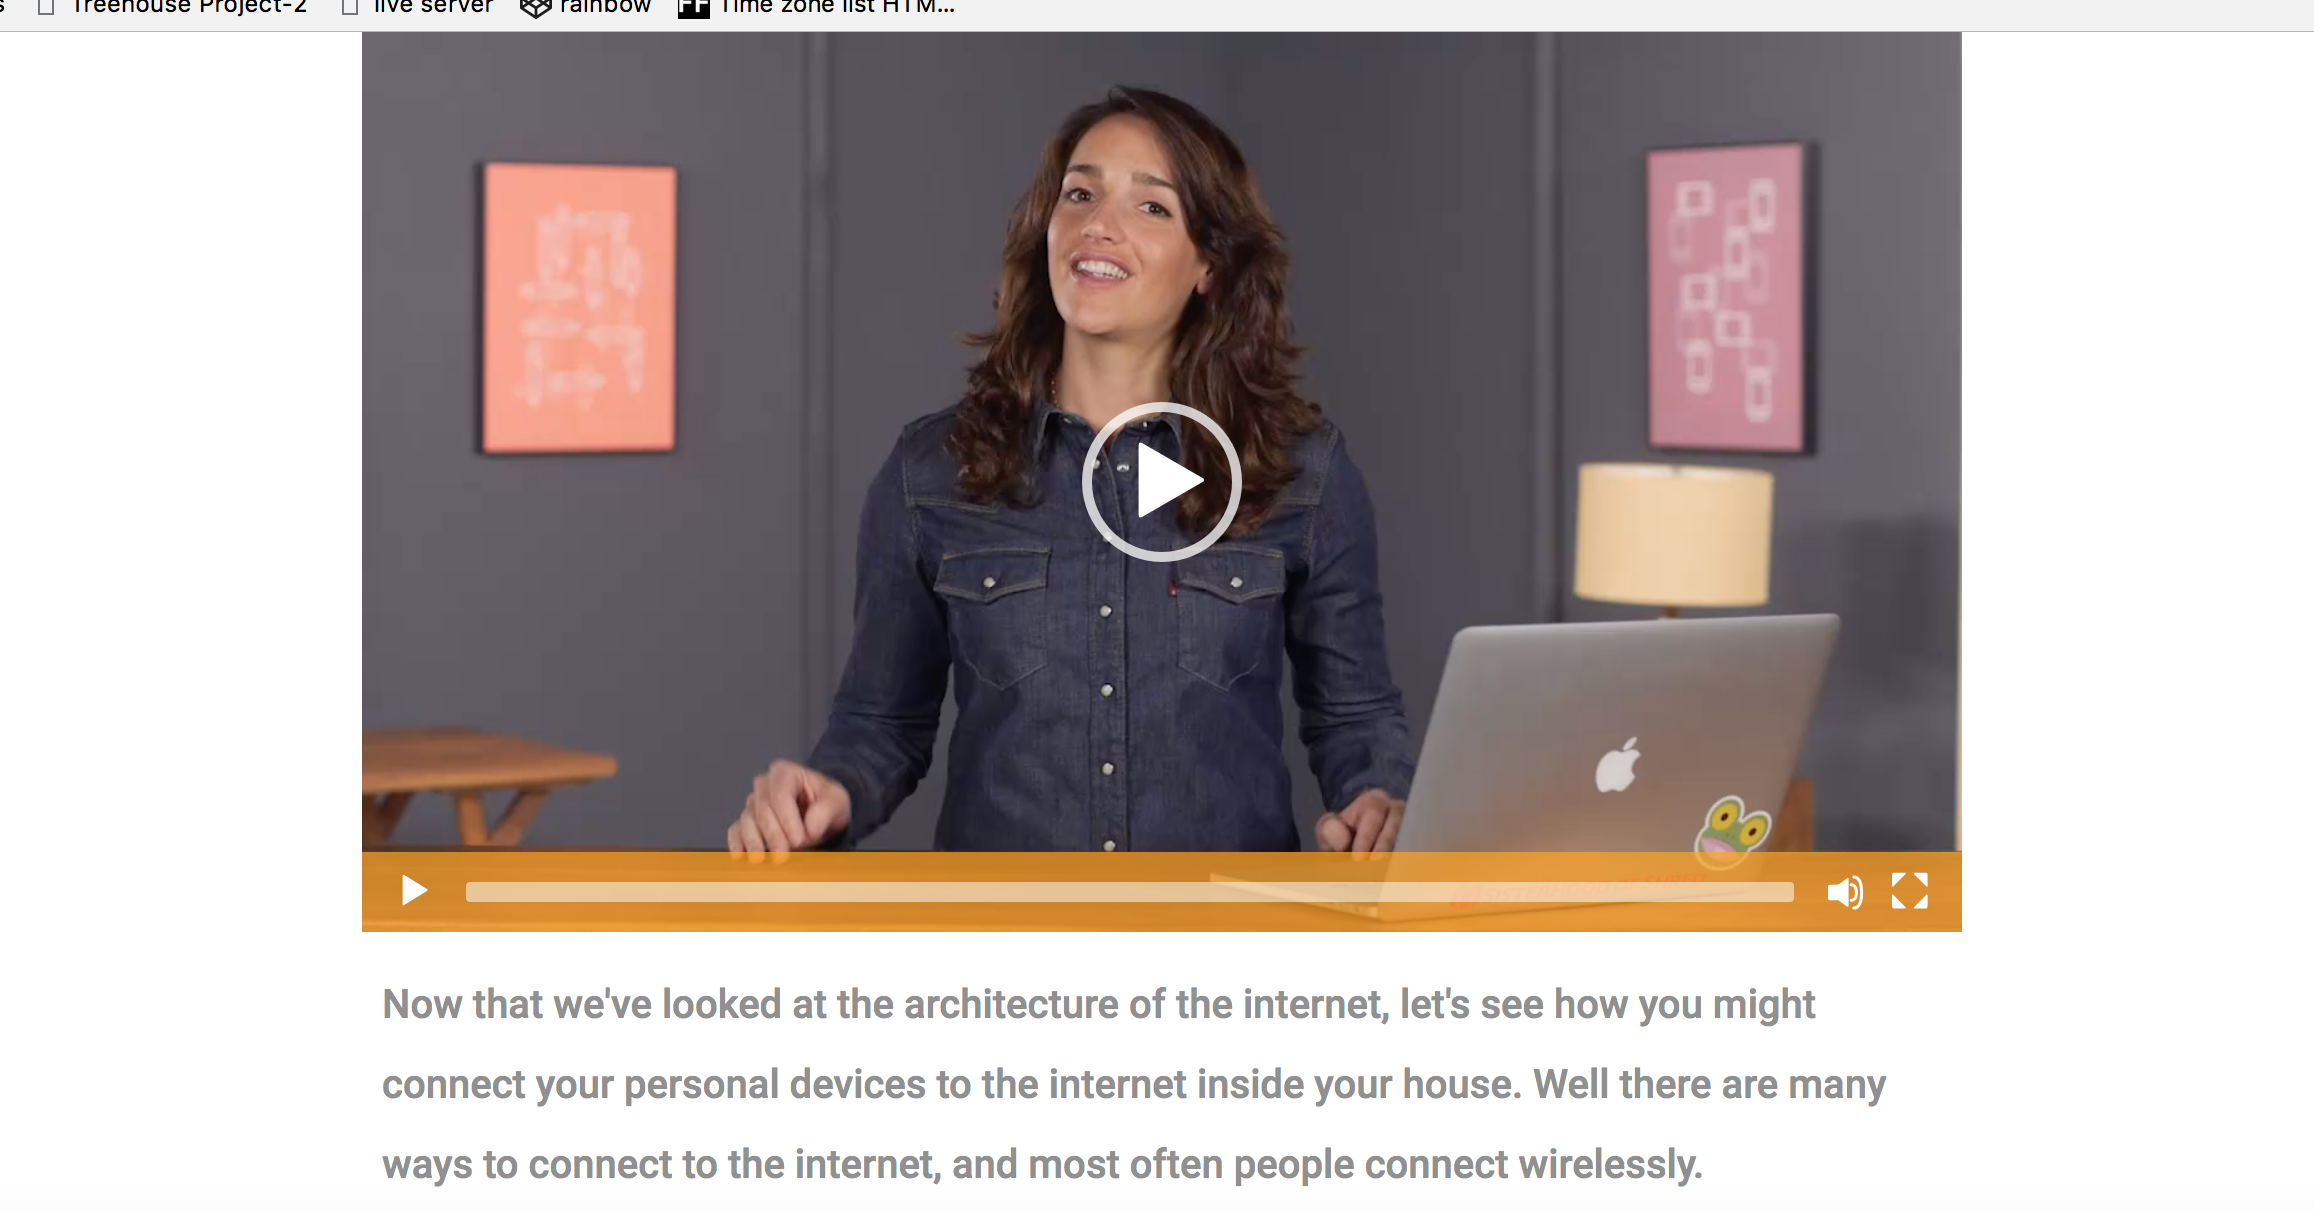 Treehouse Project-2 live server rainbow FF Time zone list HTM...
Now that we've looked at the architecture of the internet, let's see how you might
connect your personal devices to the internet inside your house. Well there are many
ways to connect to the internet, and most often people connect wirelessly.